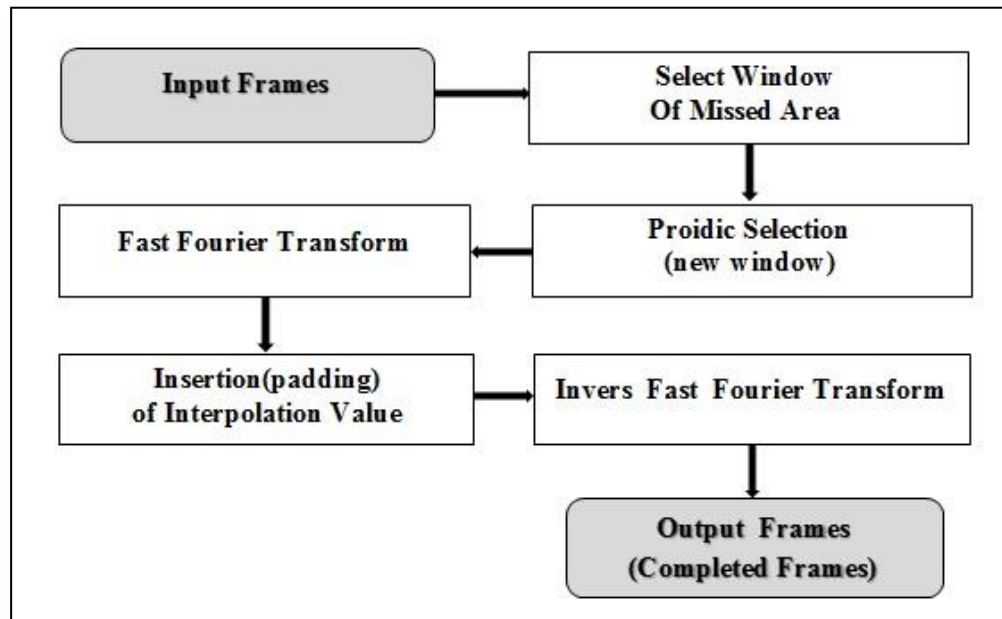 Input Frames
Select Window
Of Missed Area
Proidic Selection
(new window)
Fast Fourier Transform
Insertion(padding)
of Interpolation Value
Invers Fast Fourier Transform
Output Frames
(Completed Frames)